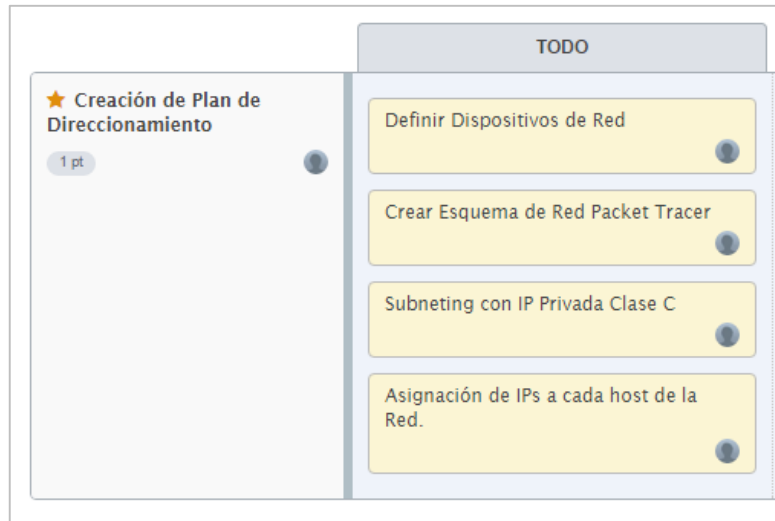 TODO
Creación de Plan de
Direccionamiento
1 pt
Definir Dispositivos de Red
Crear Esquema de Red Packet Tracer
Subneting con IP Privada Clase C
Asignación de IPs a cada host de la
Red.